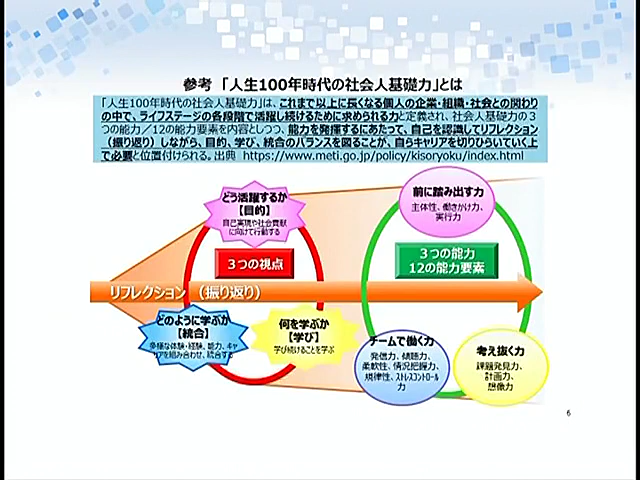 参考 「人生100年時代の社会人基礎力」とは
「人生100年時代の社会人基礎力」は、これまで以上に長くなる個人の企業・組織・社会との関わり
の中で、ライフステージの各段階で活躍し続けるために求められる力と定義され、社会人基礎力の３
つの能力／12の能力要素を内容としつつ、能力を発揮するにあたって、自己を認識してリフレクション
（振り返り）しながら、目的、学び、統合のバランスを図ることが、自らキャリアを切りひらいていく上
で必要と位置付けられる。出典 https://www.meti.go.jp/policy/kisoryoku/index.html
どう活躍するか
【目的】
自己実現や社会貢献
に向けて行動する
前に踏み出す力
主体性、働きかけ力、
実行力
３つの視点
３つの能力
12の能力要素
リフレクション （振り返り）
どのように学ぶか
【統合】
多様な体験・経験、能力、キャ
リアを組み合わせ、統合する
何を学ぶか
【学び】
学び続けることを学ぶ
チームで働く力
発信力、傾聴力、
柔軟性、情況把握力、
規律性、ストレスコントロール
力
考え抜く力
課題発見力、
計画力、
想像力
6